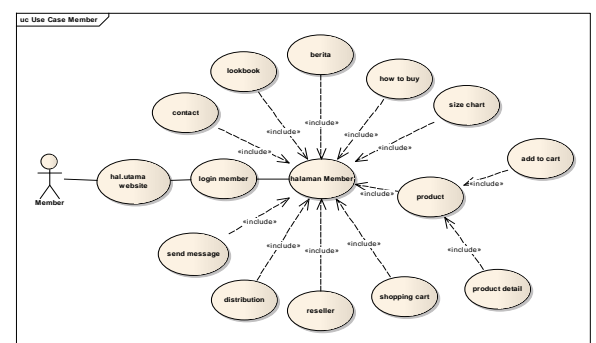 uc Use Case Member
berita
lookbook
how to buy
size chart
contact
«include»
«include»
«include»
«include»
«include»
«include»
add to cart
Member
hal.utama
website
login member
halaman Member
«include»
«include»
product
send message
«include»
«include»
«include»
«include»
«include»
distribution
reseller
shopping cart
product detail